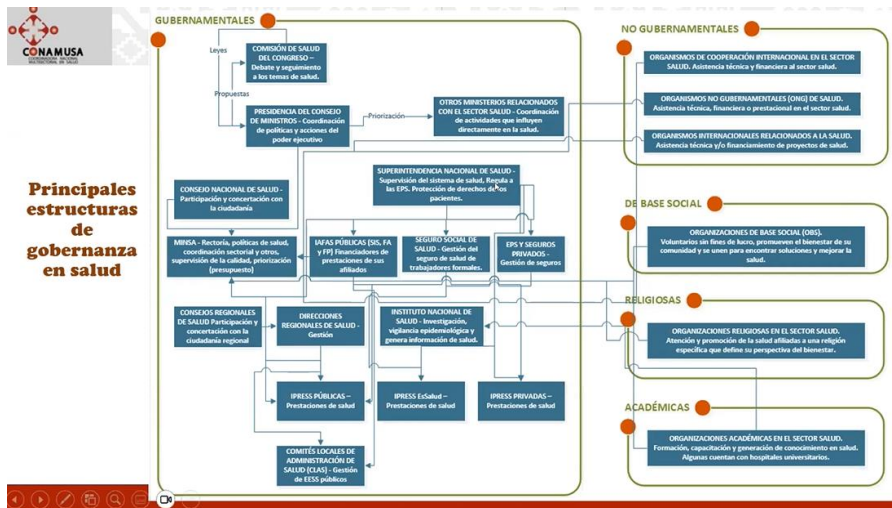 CONAMUSA
COORDINADORA NACIONAL
MULTISECTORIAL EN SALUD
Principales
estructuras
de
gobernanza
en salud
GUBERNAMENTALES
Leyes
COMISIÓN DE SALUD
DEL CONGRESO –
Debate y seguimiento
a los temas de salud.
Propuestas
PRESIDENCIA DEL CONSEJO
DE MINISTROS - Coordinación
de políticas y acciones del
poder ejecutivo
Priorización
OTROS MINISTERIOS RELACIONADOS
CON EL SECTOR SALUD - Coordinación
de actividades que influyen
directamente en la salud.
SUPERINTENDENCIA NACIONAL DE SALUD -
Supervisión del sistema de salud, Regula a
las EPS. Protección de derechos de los
pacientes.
CONSEJO NACIONAL DE SALUD -
Participación y concertación con la
ciudadanía
MINSA - Rectoría, políticas de salud,
coordinación sectorial y otros,
supervisión de la calidad, priorización
(presupuesto)
IAFAS PÚBLICAS (SIS, FA
y FP) Financiadores de
prestaciones de sus
afiliados
SEGURO SOCIAL DE
SALUD - Gestión del
seguro de salud de
trabajadores formales.
EPS Y SEGUROS
PRIVADOS -
Gestión de seguros
CONSEJOS REGIONALES
DE SALUD Participación y
concertación con la
ciudadanía regional
DIRECCIONES
REGIONALES DE SALUD -
Gestión
INSTITUTO NACIONAL DE
SALUD - Investigación,
vigilancia epidemiológica y
genera información de salud.
IPRESS PÚBLICAS –
Prestaciones de salud
IPRESS EsSalud –
Prestaciones de salud
IPRESS PRIVADAS –
Prestaciones de salud
COMITÉS LOCALES DE
ADMINISTRACIÓN DE
SALUD (CLAS) - Gestión
de EESS públicos
NO GUBERNAMENTALES
ORGANISMOS DE COOPERACIÓN INTERNACIONAL EN EL SECTOR
SALUD. Asistencia técnica y financiera al sector salud.
ORGANISMOS NO GUBERNAMENTALES (ONG) DE SALUD.
Asistencia técnica, financiera o prestacional en el sector salud.
ORGANISMOS INTERNACIONALES RELACIONADOS A LA SALUD.
Asistencia técnica y/o financiamiento de proyectos de salud.
DE BASE SOCIAL
ORGANIZACIONES DE BASE SOCIAL (OBS).
Voluntarios sin fines de lucro, promueven el bienestar de su
comunidad y se unen para encontrar soluciones y mejorar la
salud.
RELIGIOSAS
ORGANIZACIONES RELIGIOSAS EN EL SECTOR SALUD.
Atención y promoción de la salud afiliadas a una religión
específica que define su perspectiva del bienestar.
ACADÉMICAS
ORGANIZACIONES ACADÉMICAS EN EL SECTOR SALUD.
Formación, capacitación y generación de conocimiento en salud.
Algunas cuentan con hospitales universitarios.